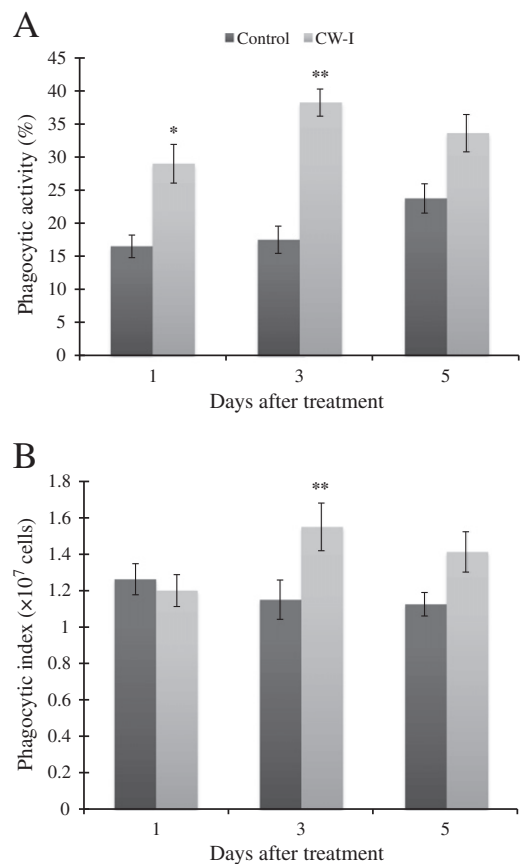 A
Control CW-I
45
40
35
30
25
20
15
10
5
0
Phagocytic activity (%)
*
**
1 3 5
Days after treatment
B
1.8
1.6
1.4
1.2
1
0.8
0.6
0.4
0.2
0
Phagocytic index (×10⁷ cells)
**
1 3 5
Days after treatment